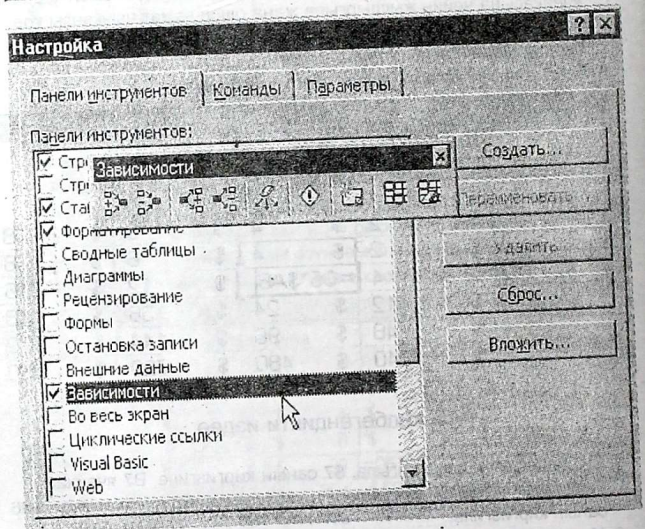 Настройка
Панели инструментов
Команды
Параметры
Панели инструментов:
Зависимости
Форматирование
Сводные таблицы
Диаграммы
Рецензирование
Формы
Остановка записи
Внешние данные
Зависимости
Во весь экран
Циклические ссылки
Visual Basic
Web
Создать...
Переименовать...
Удалить
Сброс...
Вложить...